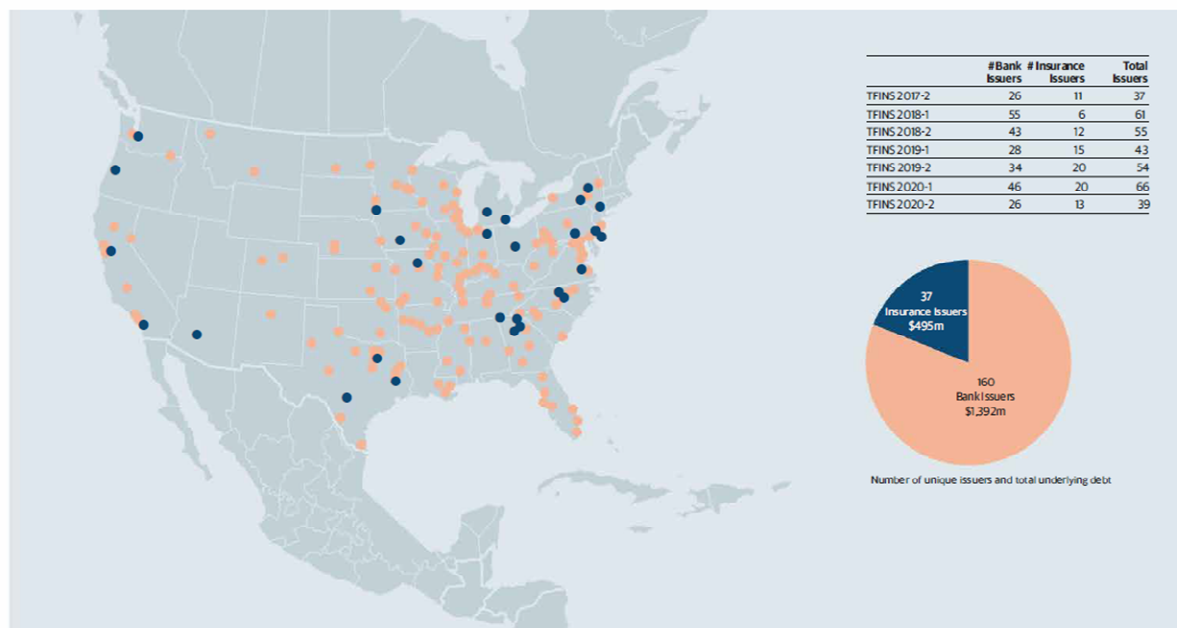 # Bank # Insurance Total
Issuers Issuers Issuers
TFINS 2017-2 26 11 37
TFINS 2018-1 55 6 61
TFINS 2018-2 43 12 55
TFINS 2019-1 28 15 43
TFINS 2019-2 34 20 54
TFINS 2020-1 46 20 66
TFINS 2020-2 26 13 39
37
Insurance Issuers
$495m
160
Bank Issuers
$1,392m
Number of unique issuers and total underlying debt